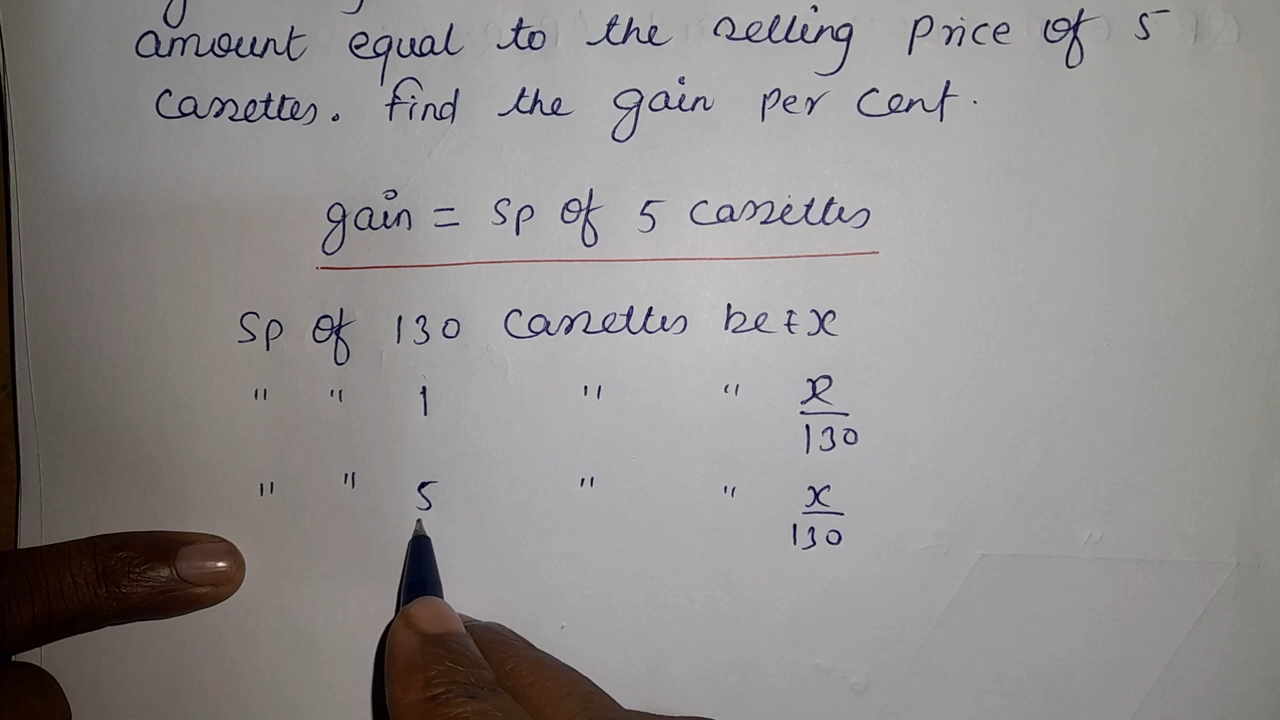 amount equal to the selling Price of 5
cassettes. find the gain per cent.
gain = SP of 5 cassettes
SP of 130 cassettes be ₹ x
" " 1 " " x/130
" " 5 " " x/130